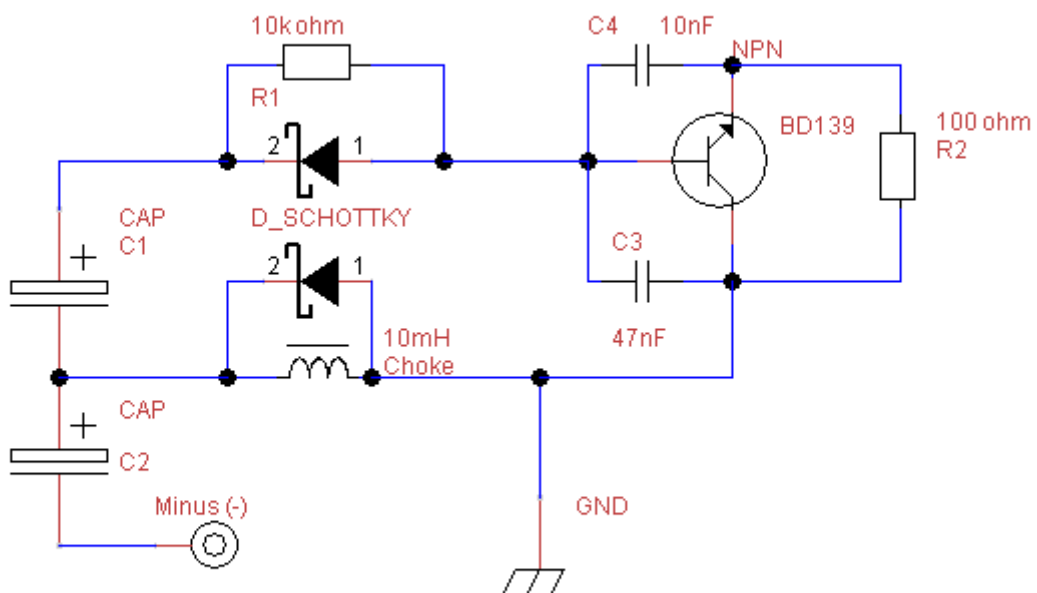 10k ohm
R1
C4 10nF
NPN
BD139
100 ohm
R2
2 1
D_SCHOTTKY
CAP
C1
2 1
C3
47nF
10mH
Choke
CAP
C2
Minus (-)
GND